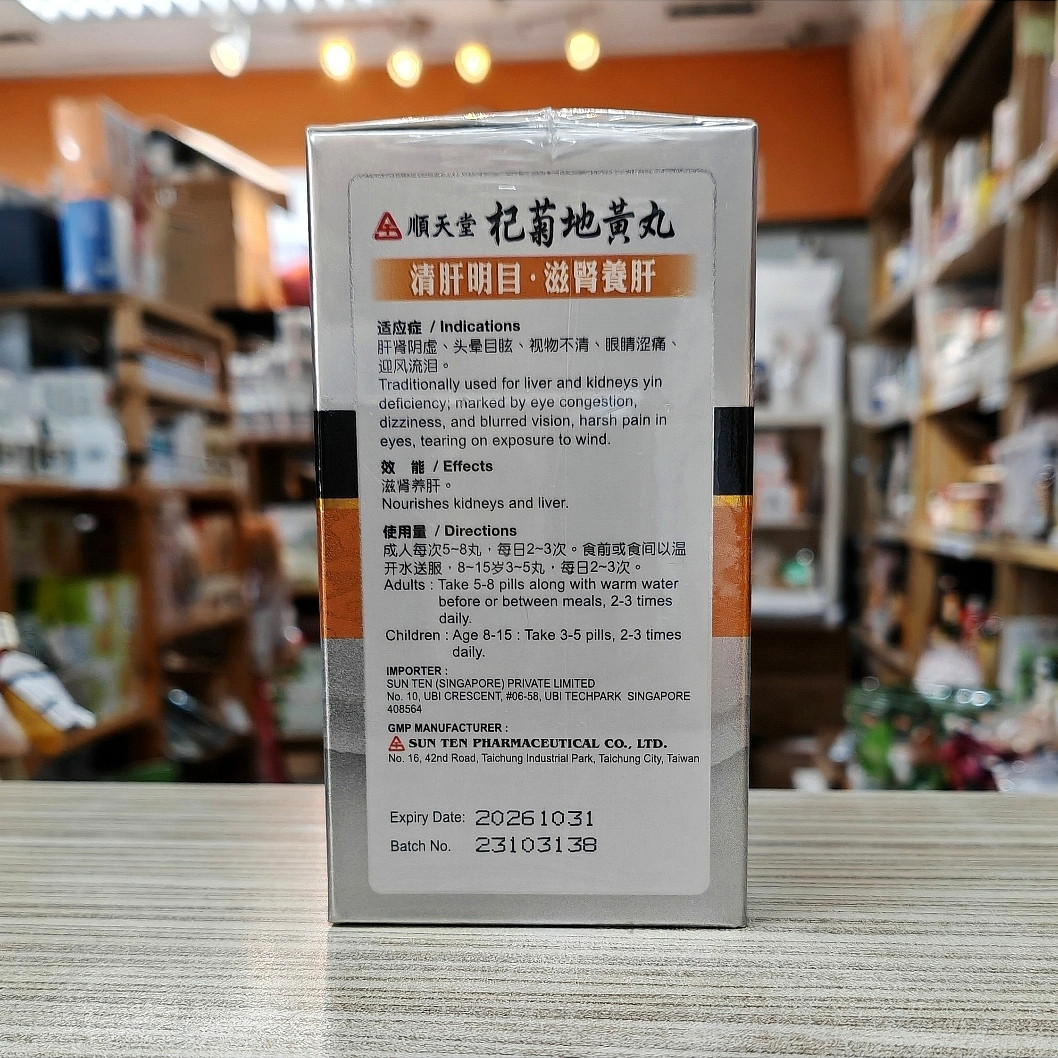 順天堂 杞菊地黃丸
清肝明目·滋腎養肝
适应症 / Indications
肝肾阴虚、头晕目眩、视物不清、眼睛涩痛、
迎风流泪。
Traditionally used for liver and kidneys yin
deficiency; marked by eye congestion,
dizziness, and blurred vision, harsh pain in
eyes, tearing on exposure to wind.
效 能 / Effects
滋肾养肝。
Nourishes kidneys and liver.
使用量 / Directions
成人每次5~8丸，每日2~3次。食前或食间以温
开水送服，8~15岁3~5丸，每日2~3次。
Adults : Take 5-8 pills along with warm water
before or between meals, 2-3 times
daily.
Children : Age 8-15 : Take 3-5 pills, 2-3 times
daily.
IMPORTER :
SUN TEN (SINGAPORE) PRIVATE LIMITED
No. 10, UBI CRESCENT, #06-58, UBI TECHPARK SINGAPORE
408564
GMP MANUFACTURER :
SUN TEN PHARMACEUTICAL CO., LTD.
No. 16, 42nd Road, Taichung Industrial Park, Taichung City, Taiwan
Expiry Date: 20261031
Batch No. 23103138